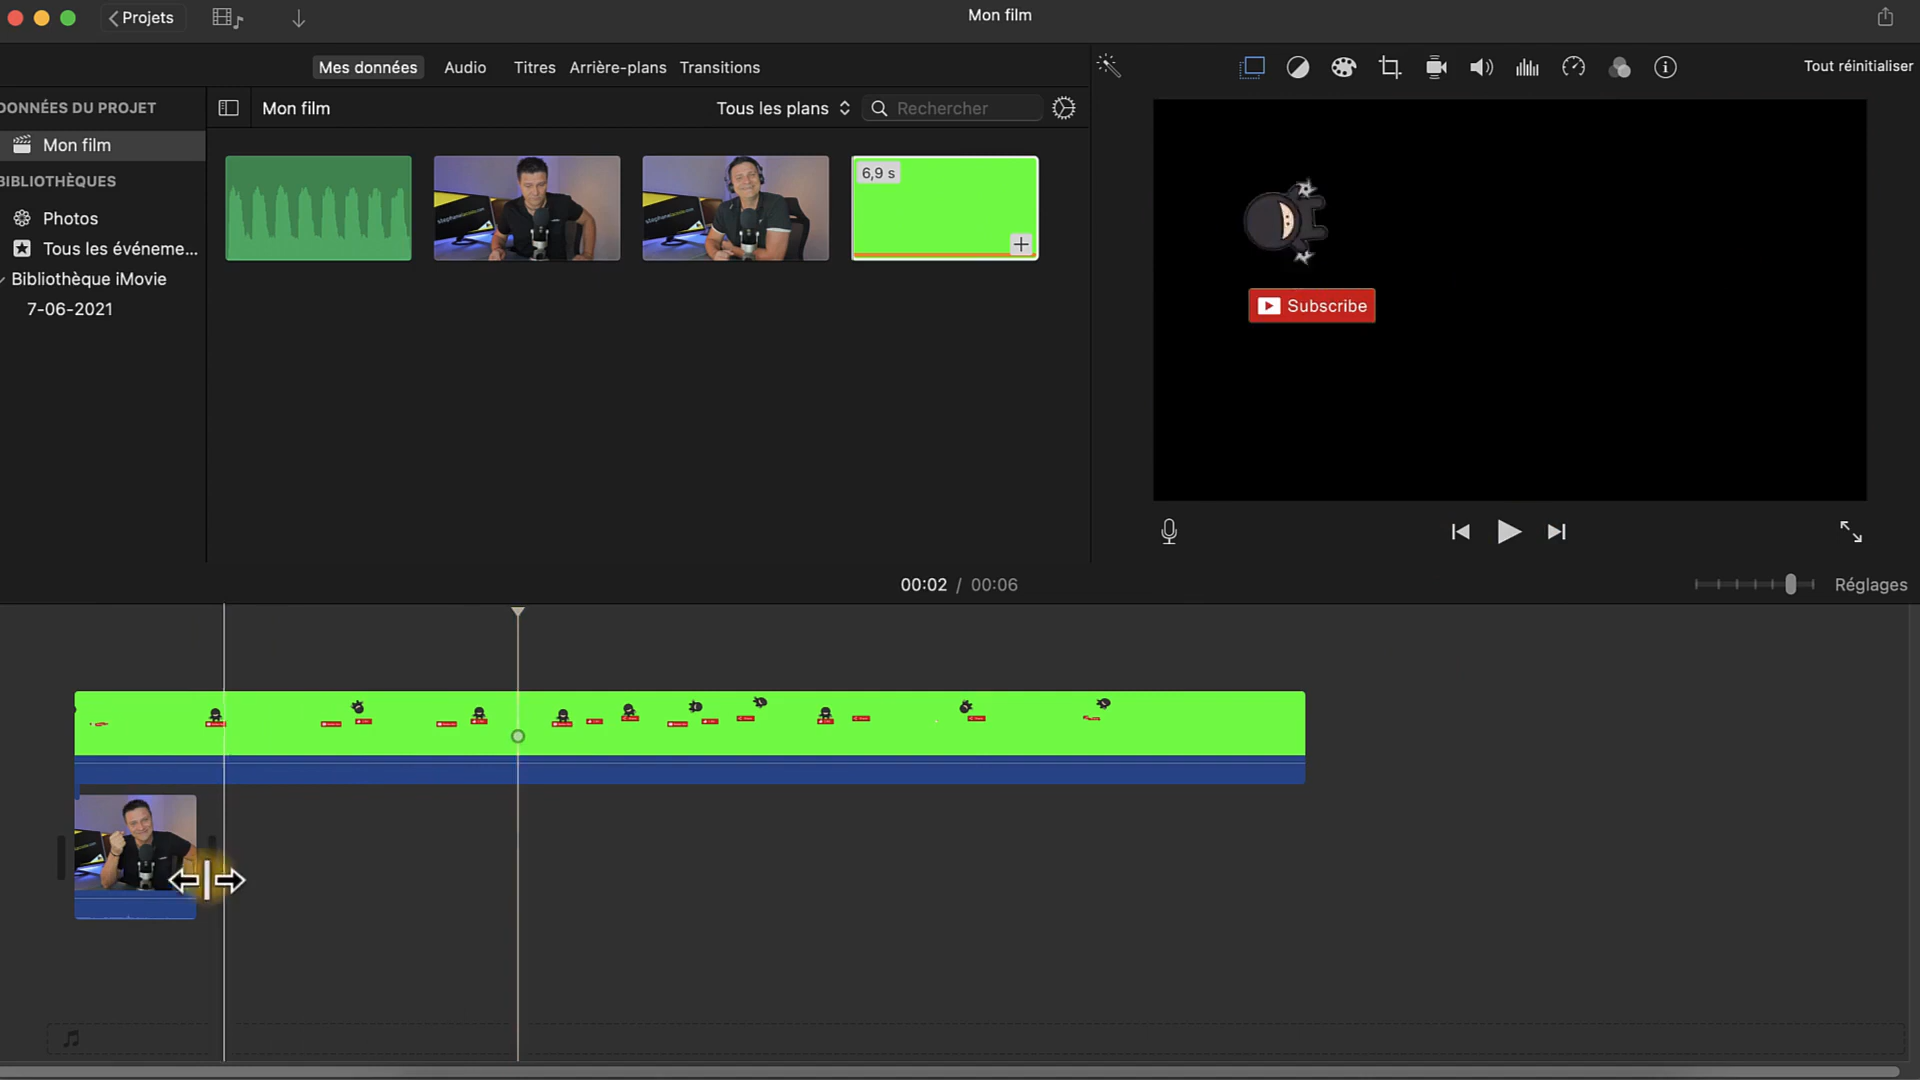 Projets
Mon film
Mes données
Audio
Titres
Arrière-plans
Transitions
Tout réinitialiser
DONNÉES DU PROJET
Mon film
Tous les plans
Rechercher
Mon film
BIBLIOTHÈQUES
Photos
Tous les événeme...
Bibliothèque iMovie
7-06-2021
6,9 s
Subscribe
00:02 / 00:06
Réglages